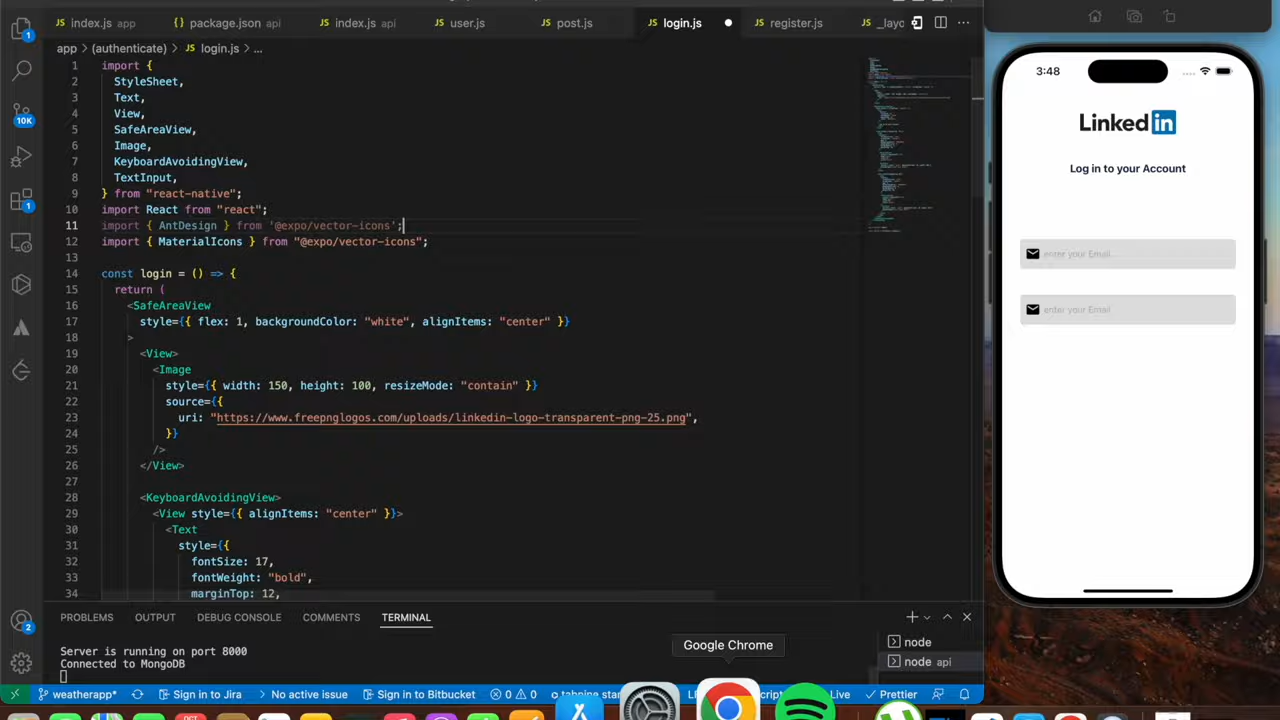 index.js app
package.json api
index.js api
user.js
post.js
login.js
register.js
app > (authenticate) > login.js > ...
1 import {
2 StyleSheet,
3 Text,
4 View,
5 SafeAreaView,
6 Image,
7 KeyboardAvoidingView,
8 TextInput,
9 } from "react-native";
10 import React from "react";
11 import { AntDesign } from '@expo/vector-icons';
12 import { MaterialIcons } from "@expo/vector-icons";
13
14 const login = () => {
15 return (
16 <SafeAreaView
17 style={{ flex: 1, backgroundColor: "white", alignItems: "center" }}
18 >
19 <View>
20 <Image
21 style={{ width: 150, height: 100, resizeMode: "contain" }}
22 source={{
23 uri: "https://www.freepnglogos.com/uploads/linkedin-logo-transparent-png-25.png",
24 }}
25 />
26 </View>
27
28 <KeyboardAvoidingView>
29 <View style={{ alignItems: "center" }}>
30 <Text
31 style={{
32 fontSize: 17,
33 fontWeight: "bold",
34 marginTop: 12,
PROBLEMS OUTPUT DEBUG CONSOLE COMMENTS TERMINAL
Server is running on port 8000
Connected to MongoDB
node
node api
Google Chrome
1
10K
1
2
weatherapp* Sign in to Jira No active issue Sign in to Bitbucket 0 0 Live Prettier
3:48
Linked in
Log in to your Account
enter your Email
enter your Email